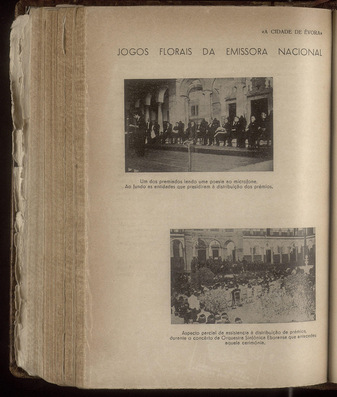 «A CIDADE DE ÉVORA»
JOGOS FLORAIS DA EMISSORA NACIONAL
Um dos premiados lendo uma poesia ao microfone.
Ao fundo as entidades que presidiram à distribuição dos prémios.
Aspecto parcial da assistência à distribuição de prémios,
durante o concêrto da Orquestra Sinfónica Eborense que antecedeu
aquela cerimónia.